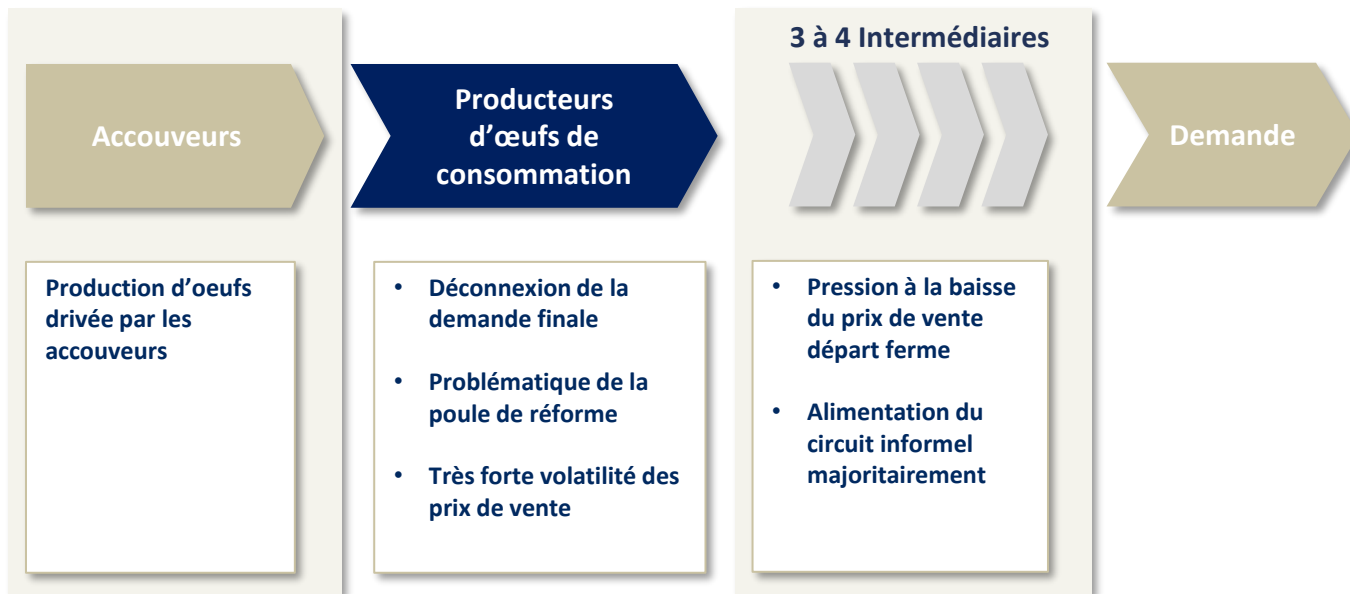 Accouveurs
Producteurs
d’œufs de
consommation
3 à 4 Intermédiaires
Demande
Production d’oeufs
drivée par les
accouveurs
• Déconnexion de la
demande finale
• Problématique de la
poule de réforme
• Très forte volatilité des
prix de vente
• Pression à la baisse
du prix de vente
départ ferme
• Alimentation du
circuit informel
majoritairement